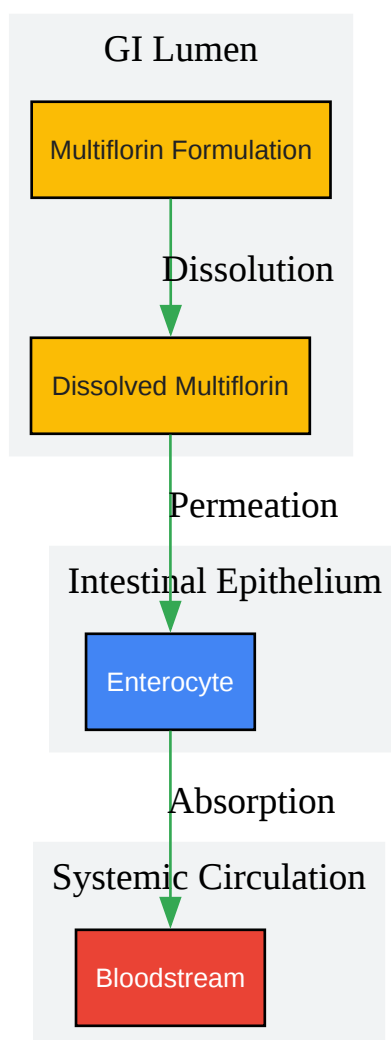 GI Lumen
Multiflorin Formulation
Dissolution
Dissolved Multiflorin
Permeation
Intestinal Epithelium
Enterocyte
Absorption
Systemic Circulation
Bloodstream